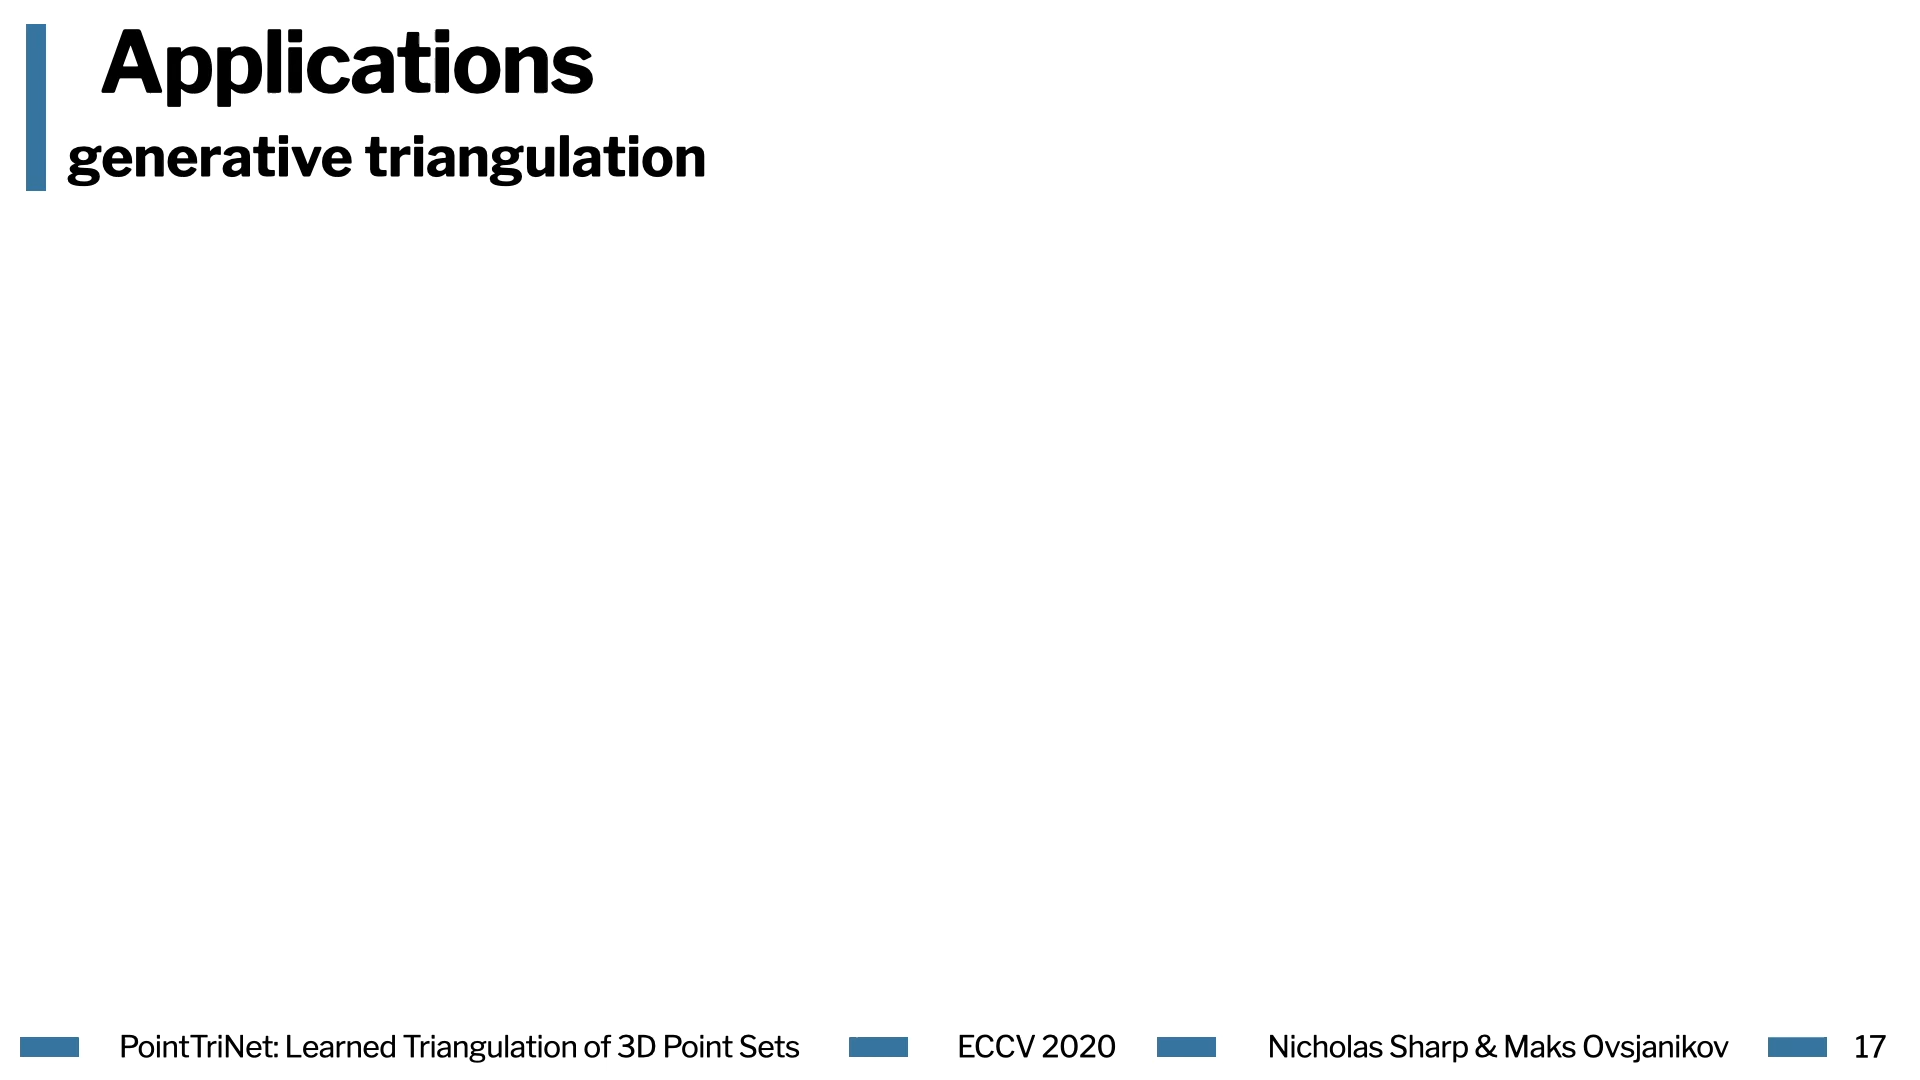 Applications
generative triangulation
PointTriNet: Learned Triangulation of 3D Point Sets ECCV 2020 Nicholas Sharp & Maks Ovsjanikov 17